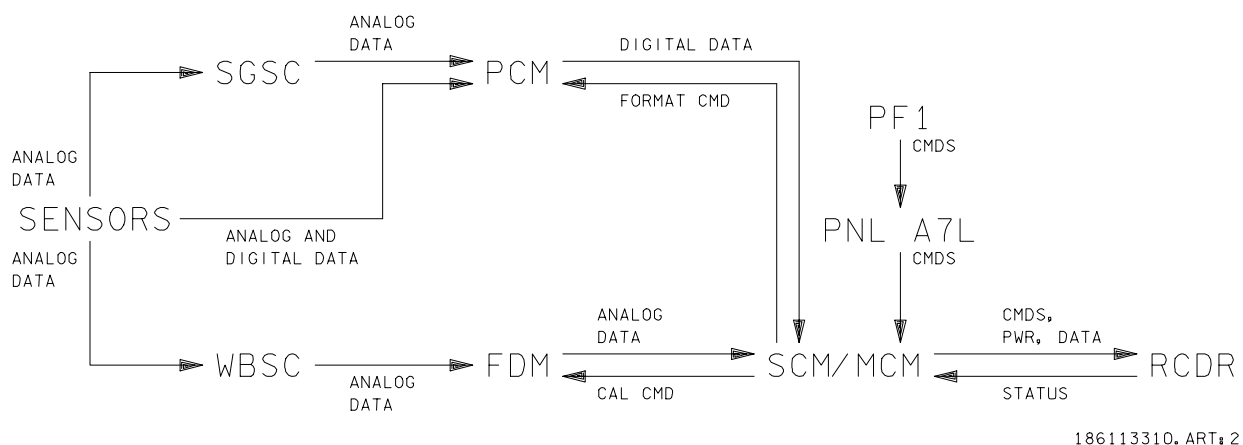 ANALOG
DATA
DIGITAL DATA
SGSC
PCM
FORMAT CMD
PF1
CMDS
ANALOG
DATA
SENSORS
PNL A7L
CMDS
ANALOG AND
DIGITAL DATA
ANALOG
DATA
ANALOG
DATA
CMDS,
PWR, DATA
WBSC
FDM
SCM/MCM
RCDR
ANALOG
DATA
CAL CMD
STATUS
186113310.ART;2